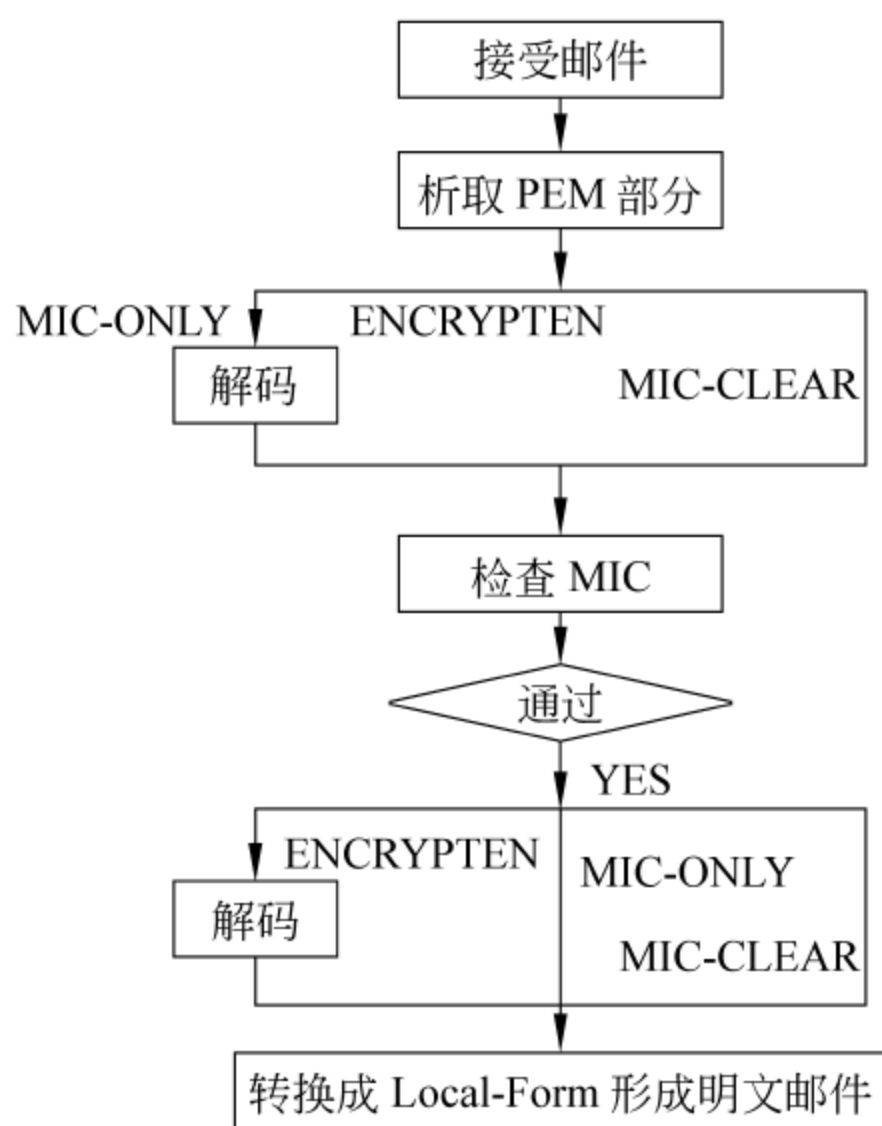 接受邮件
析取 PEM 部分
MIC-ONLY
ENCRYPTEN
解码
MIC-CLEAR
检查 MIC
通过
YES
ENCRYPTEN
MIC-ONLY
解码
MIC-CLEAR
转换成 Local-Form 形成明文邮件